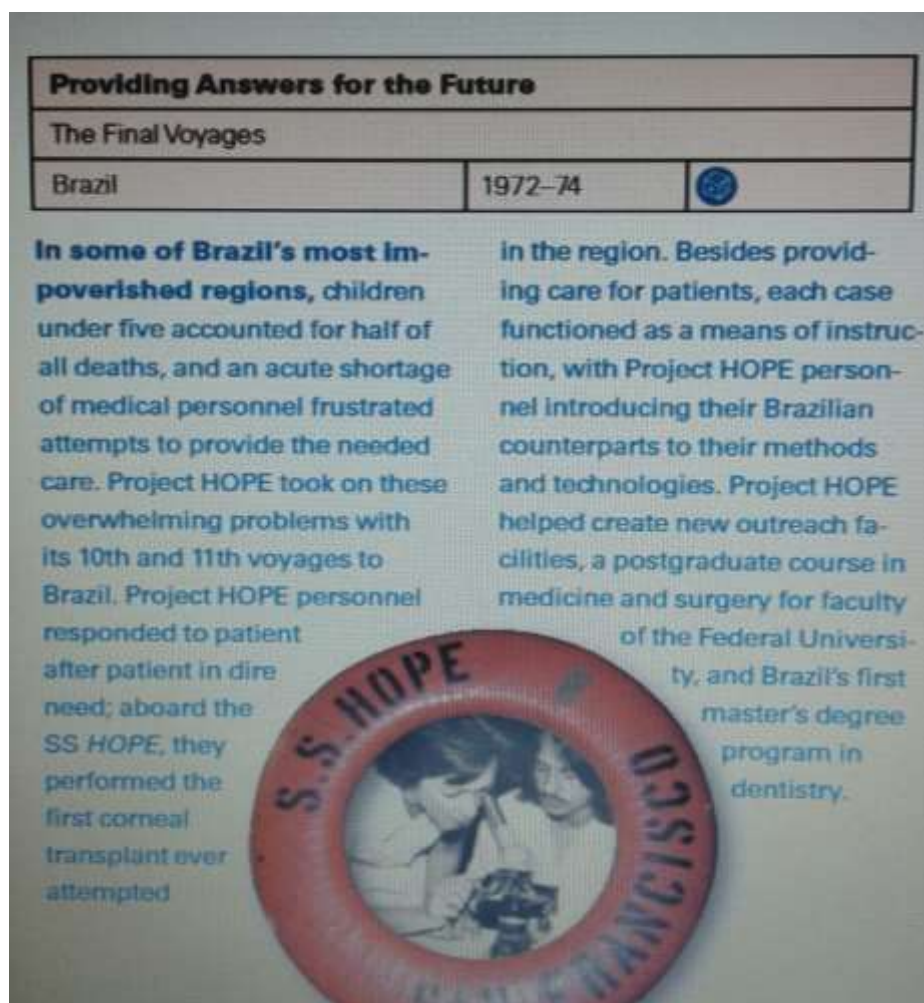 Providing Answers for the Future
The Final Voyages
Brazil
1972–74
In some of Brazil's most im-
poverished regions, children
under five accounted for half of
all deaths, and an acute shortage
of medical personnel frustrated
attempts to provide the needed
care. Project HOPE took on these
overwhelming problems with
its 10th and 11th voyages to
Brazil. Project HOPE personnel
responded to patient
after patient in dire
need; aboard the
SS HOPE, they
performed the
first corneal
transplant ever
attempted
in the region. Besides provid-
ing care for patients, each case
functioned as a means of instruc-
tion, with Project HOPE person-
nel introducing their Brazilian
counterparts to their methods
and technologies. Project HOPE
helped create new outreach fa-
cilities, a postgraduate course in
medicine and surgery for faculty
of the Federal Universi-
ty, and Brazil's first
master's degree
program in
dentistry.
S.S. HOPE
SAN FRANCISCO